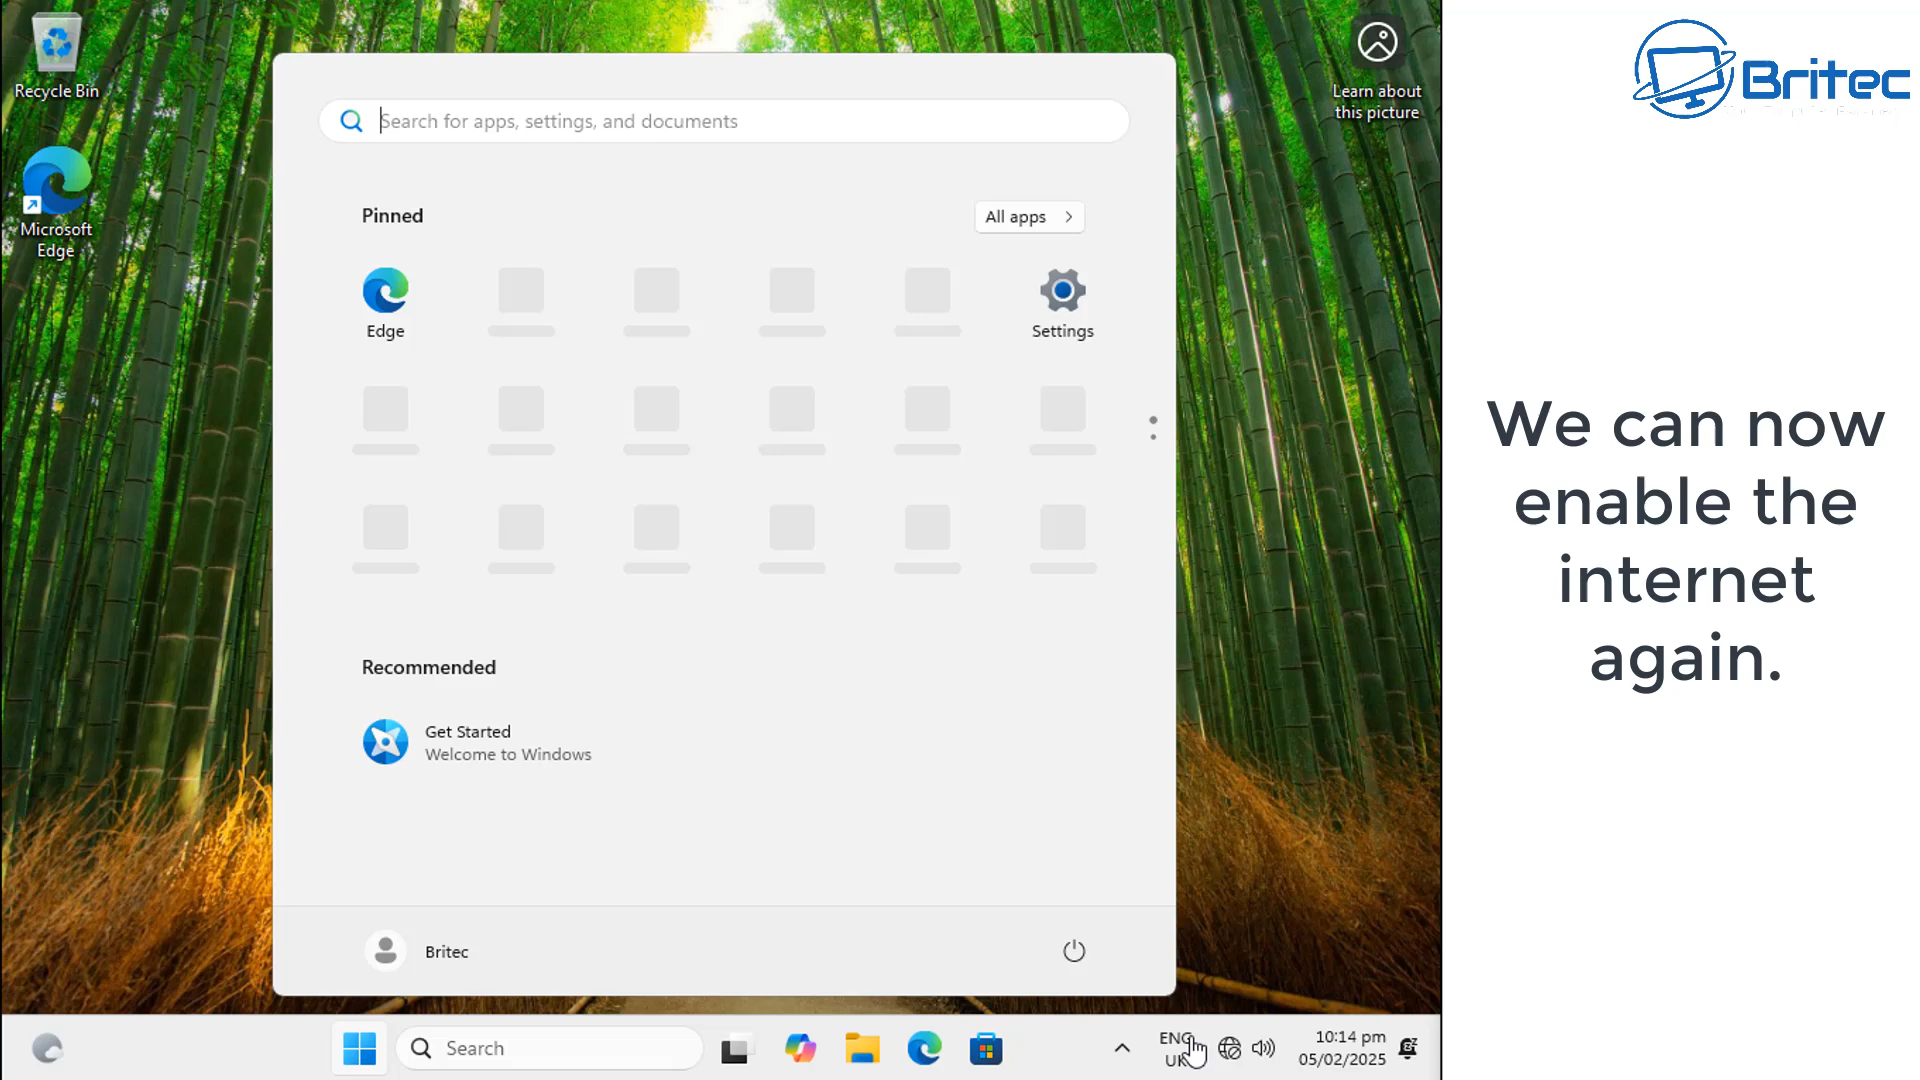 Recycle Bin
Microsoft
Edge
Search for apps, settings, and documents
Pinned
All apps
Edge
Settings
Recommended
Get Started
Welcome to Windows
Britec
Learn about
this picture
Search
ENG
UK
10:14 pm
05/02/2025
Britec
We can now
enable the
internet
again.